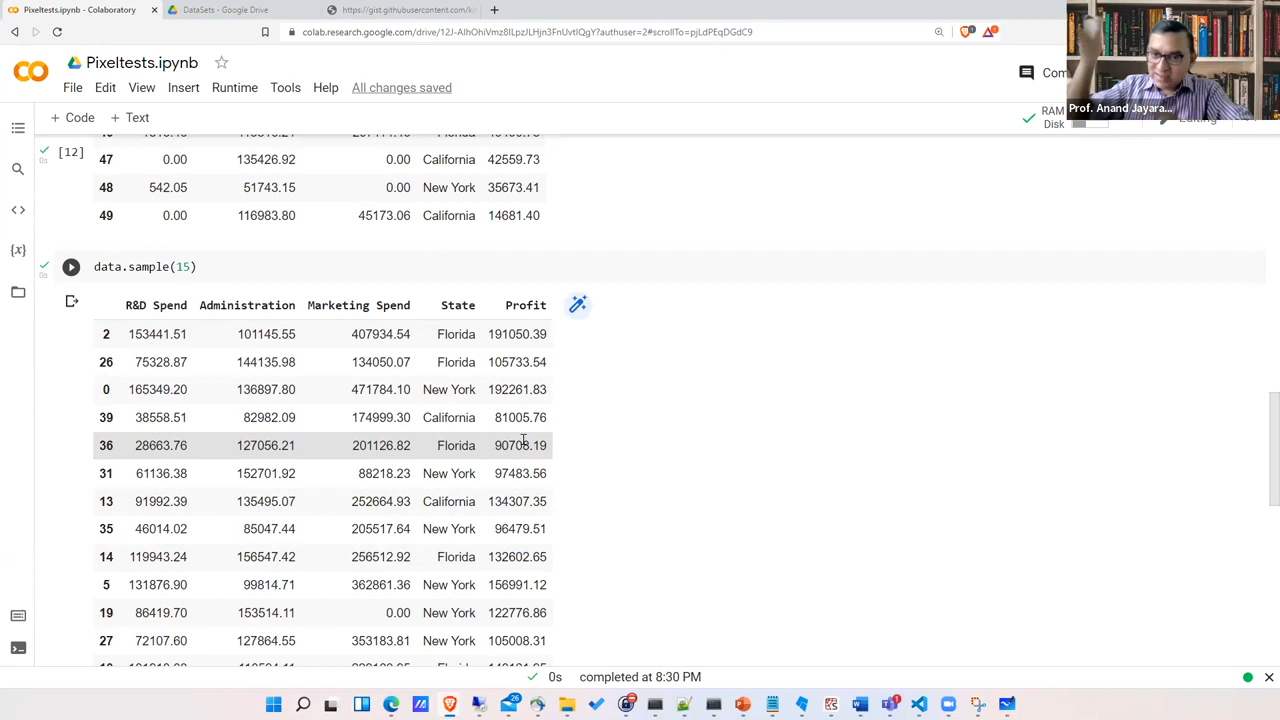 Pixeltests.ipynb - Colaboratory
DataSets - Google Drive
https://gist.githubusercontent.com/
colab.research.google.com/drive/12J-AlhOhiVmz8ILpzJLHjn3FnUvtIQgY?authuser=2#scrollTo=pjLdPEqDGdC9
Pixeltests.ipynb
File Edit View Insert Runtime Tools Help All changes saved
Prof. Anand Jayara...
+ Code + Text
RAM
Disk
[12]
47 0.00 135426.92 0.00 California 42559.73
48 542.05 51743.15 0.00 New York 35673.41
49 0.00 116983.80 45173.06 California 14681.40
0s
data.sample(15)
0s
R&D Spend Administration Marketing Spend State Profit
2 153441.51 101145.55 407934.54 Florida 191050.39
26 75328.87 144135.98 134050.07 Florida 105733.54
0 165349.20 136897.80 471784.10 New York 192261.83
39 38558.51 82982.09 174999.30 California 81005.76
36 28663.76 127056.21 201126.82 Florida 90708.19
31 61136.38 152701.92 88218.23 New York 97483.56
13 91992.39 135495.07 252664.93 California 134307.35
35 46014.02 85047.44 205517.64 New York 96479.51
14 119943.24 156547.42 256512.92 Florida 132602.65
5 131876.90 99814.71 362861.36 New York 156991.12
19 86419.70 153514.11 0.00 New York 122776.86
27 72107.60 127864.55 353183.81 New York 105008.31
Florida
0s completed at 8:30 PM